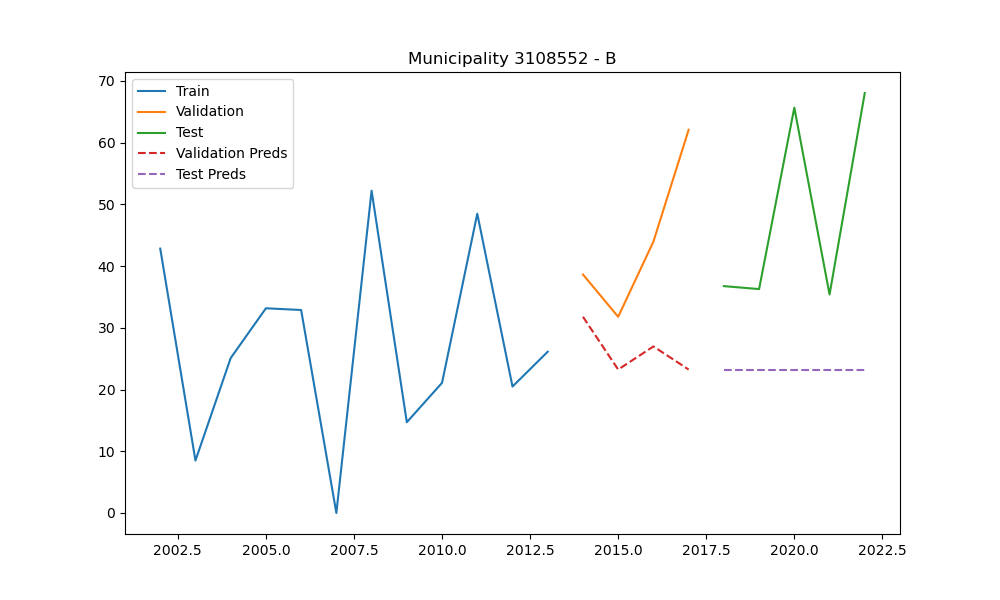 Municipality 3108552 - B
Train
Validation
Test
Validation Preds
Test Preds
70
60
50
40
30
20
10
0
2002.5 2005.0 2007.5 2010.0 2012.5 2015.0 2017.5 2020.0 2022.5